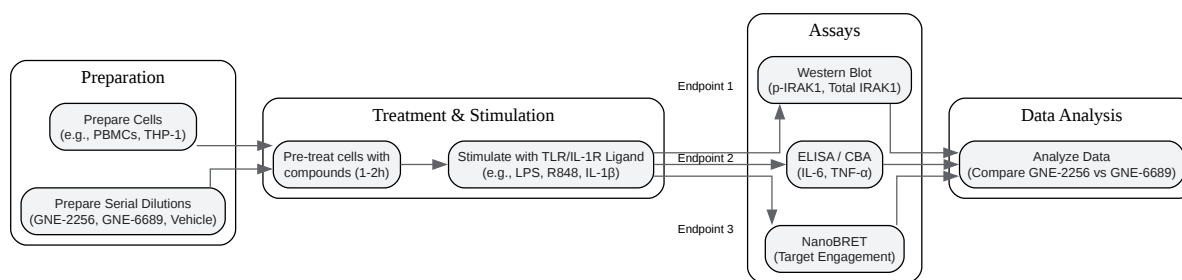 Preparation
Prepare Cells
(e.g., PBMCs, THP-1)
Prepare Serial Dilutions
(GNE-2256, GNE-6689, Vehicle)
Treatment & Stimulation
Pre-treat cells with
compounds (1-2h)
Stimulate with TLR/IL-1R Ligand
(e.g., LPS, R848, IL-1β)
Endpoint 1
Endpoint 2
Endpoint 3
Assays
Western Blot
(p-IRAK1, Total IRAK1)
ELISA / CBA
(IL-6, TNF-α)
NanoBRET
(Target Engagement)
Data Analysis
Analyze Data
(Compare GNE-2256 vs GNE-6689)